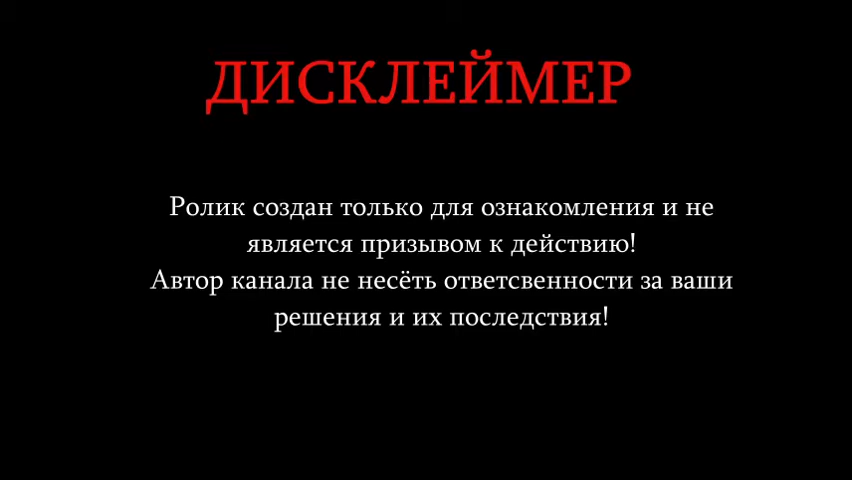 ДИСКЛЕЙМЕР
Ролик создан только для ознакомления и не
является призывом к действию!
Автор канала не несёть ответсвенности за ваши
решения и их последствия!